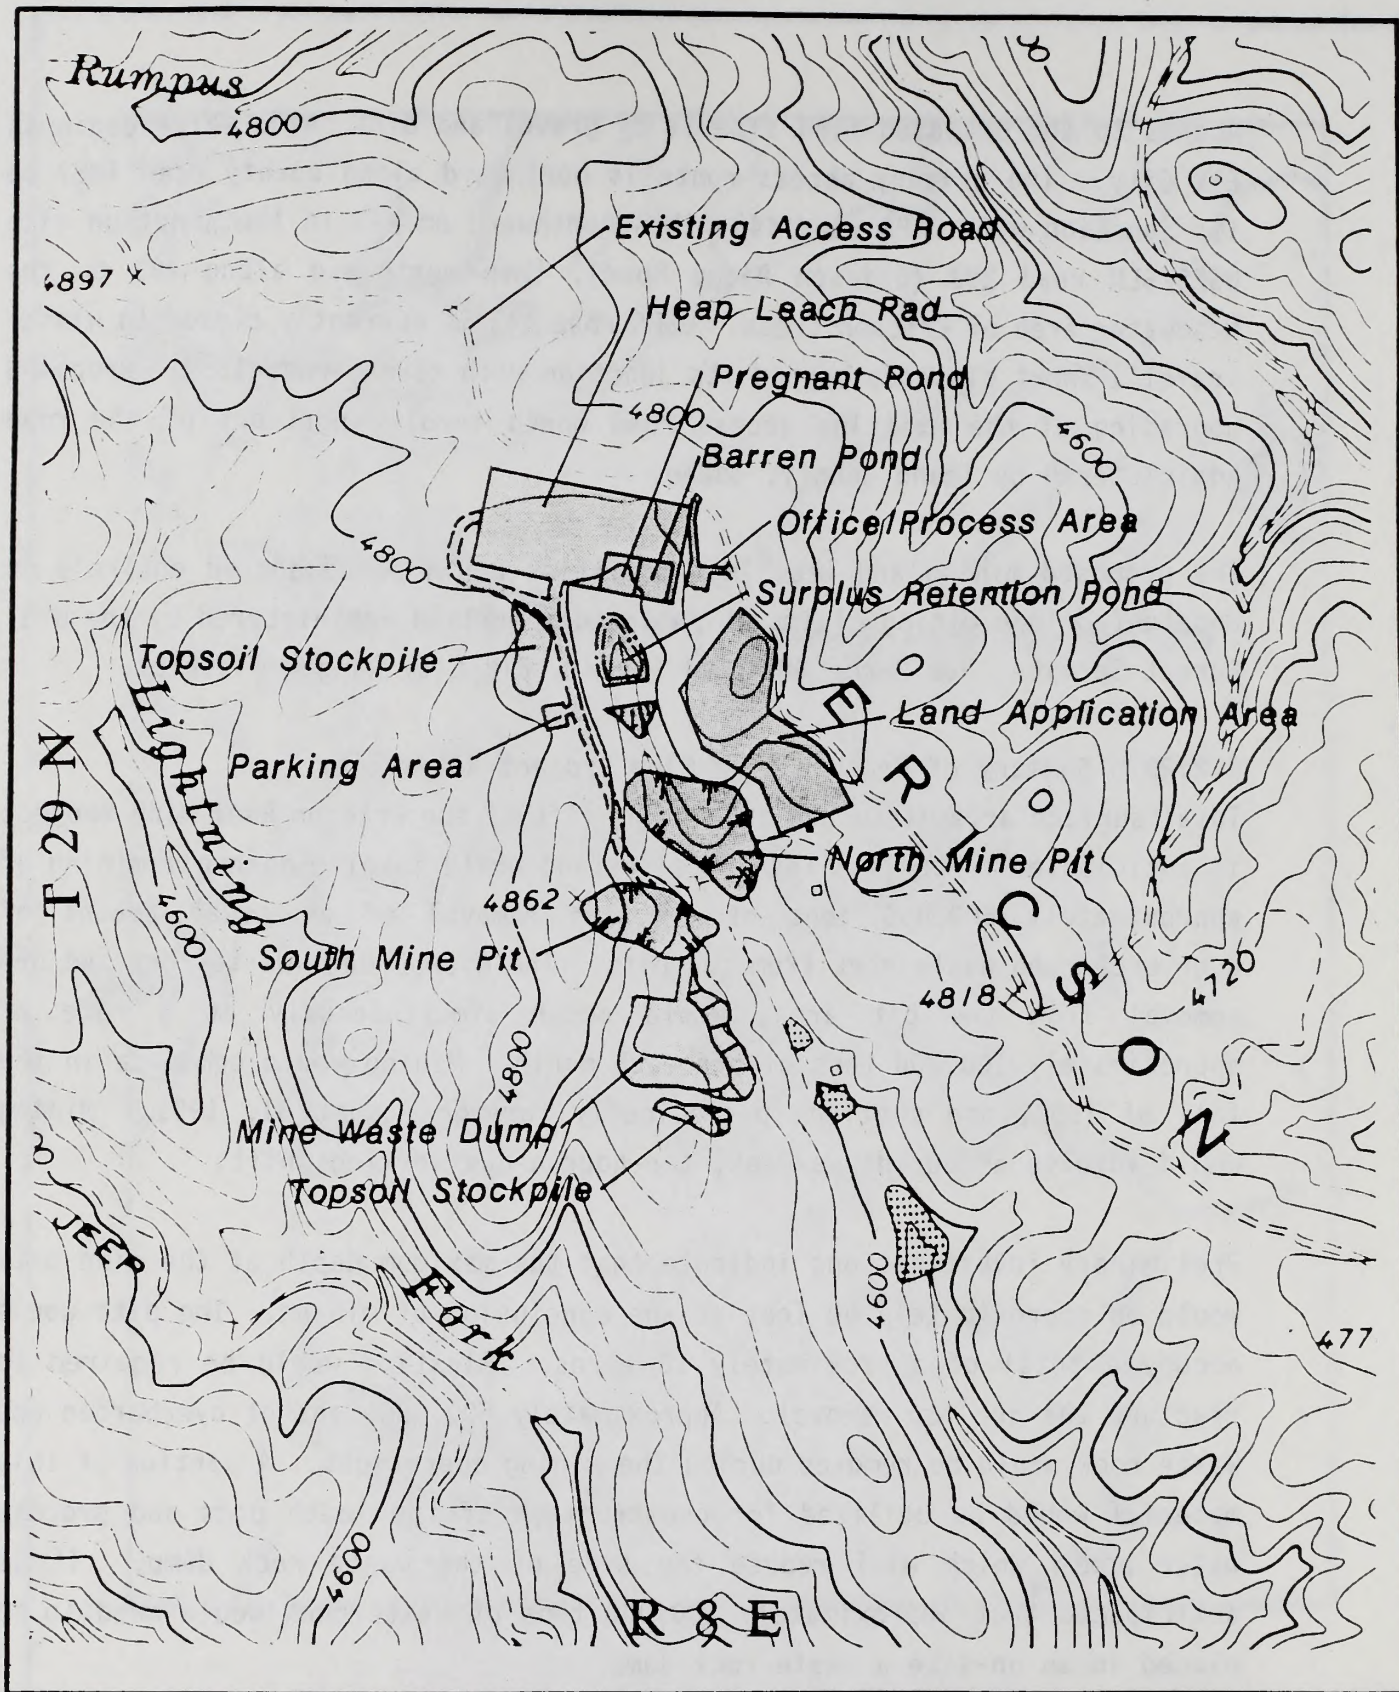 Rumpus
4800
Existing Access Road
4897
Heap Leach Pad
Pregnant Pond
4800
4600
Barren Pond
Office/Process Area
4800
Surplus Retention Pond
Topsoil Stockpile
Lightning
E R C S O N
Land Application Area
Parking Area
T 29 N
North Mine Pit
4862
4600
South Mine Pit
4720
4818
4800
Mine Waste Dump
Topsoil Stockpile
JEEP
Fork
4600
477
4600
R 8 E